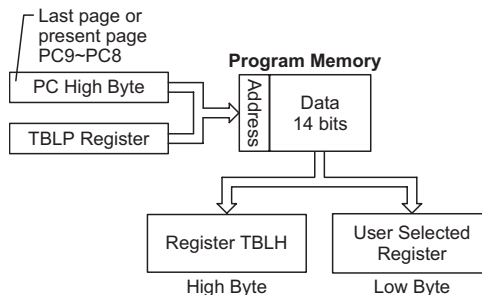 Last page or
present page
PC9~PC8
Program Memory
PC High Byte
TBLP Register
Address
Data
14 bits
Register TBLH
User Selected
Register
High Byte
Low Byte